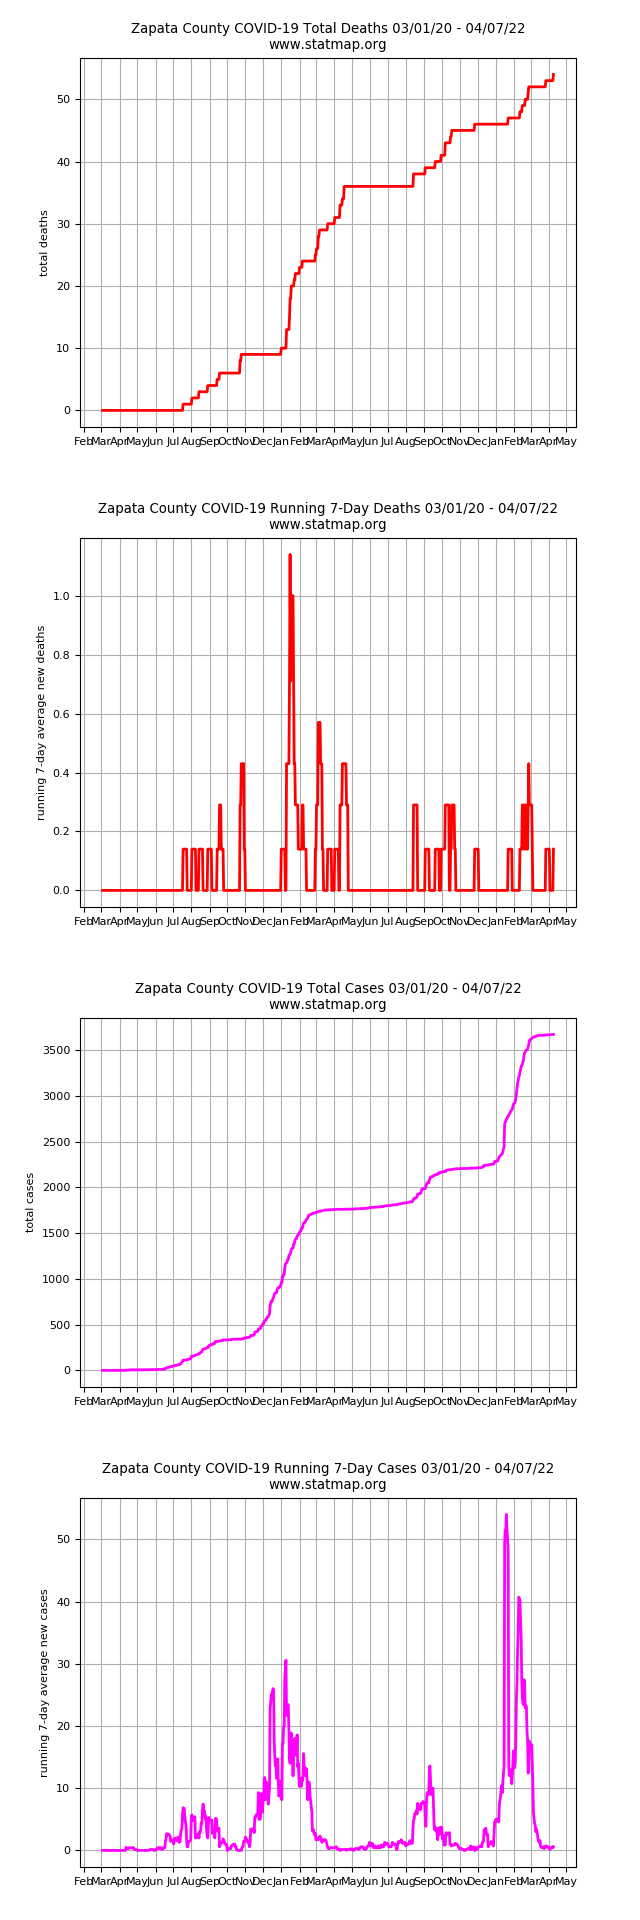 Zapata County COVID-19 Total Deaths 03/01/20 - 04/07/22
www.statmap.org
total deaths
50
40
30
20
10
0
Feb Mar Apr May Jun Jul Aug Sep Oct Nov Dec Jan Feb Mar Apr May Jun Jul Aug Sep Oct Nov Dec Jan Feb Mar Apr May
Zapata County COVID-19 Running 7-Day Deaths 03/01/20 - 04/07/22
www.statmap.org
running 7-day average new deaths
1.0
0.8
0.6
0.4
0.2
0.0
Feb Mar Apr May Jun Jul Aug Sep Oct Nov Dec Jan Feb Mar Apr May Jun Jul Aug Sep Oct Nov Dec Jan Feb Mar Apr May
Zapata County COVID-19 Total Cases 03/01/20 - 04/07/22
www.statmap.org
total cases
3500
3000
2500
2000
1500
1000
500
0
Feb Mar Apr May Jun Jul Aug Sep Oct Nov Dec Jan Feb Mar Apr May Jun Jul Aug Sep Oct Nov Dec Jan Feb Mar Apr May
Zapata County COVID-19 Running 7-Day Cases 03/01/20 - 04/07/22
www.statmap.org
running 7-day average new cases
50
40
30
20
10
0
Feb Mar Apr May Jun Jul Aug Sep Oct Nov Dec Jan Feb Mar Apr May Jun Jul Aug Sep Oct Nov Dec Jan Feb Mar Apr May